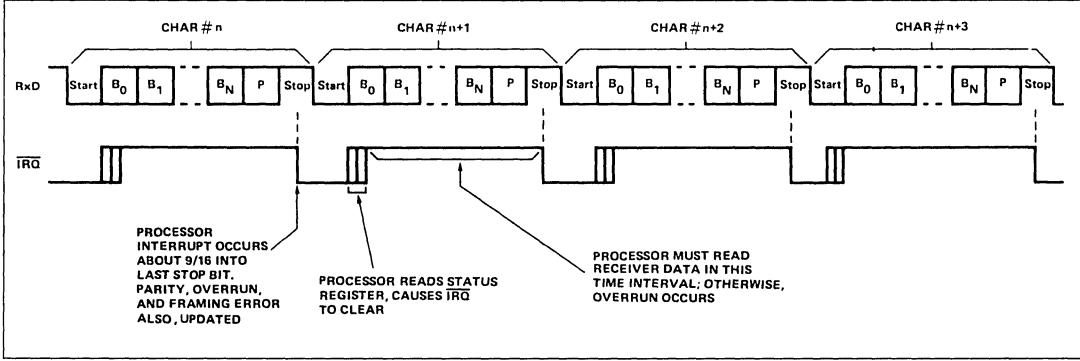 CHAR # n CHAR # n+1 CHAR # n+2 CHAR # n+3
RxD Start B0 B1 BN P Stop Start B0 B1 BN P Stop Start B0 B1 BN P Stop Start B0 B1 BN P Stop
IRQ
PROCESSOR
INTERRUPT OCCURS
ABOUT 9/16 INTO
LAST STOP BIT.
PARITY, OVERRUN,
AND FRAMING ERROR
ALSO, UPDATED
PROCESSOR READS STATUS
REGISTER, CAUSES IRQ
TO CLEAR
PROCESSOR MUST READ
RECEIVER DATA IN THIS
TIME INTERVAL; OTHERWISE,
OVERRUN OCCURS